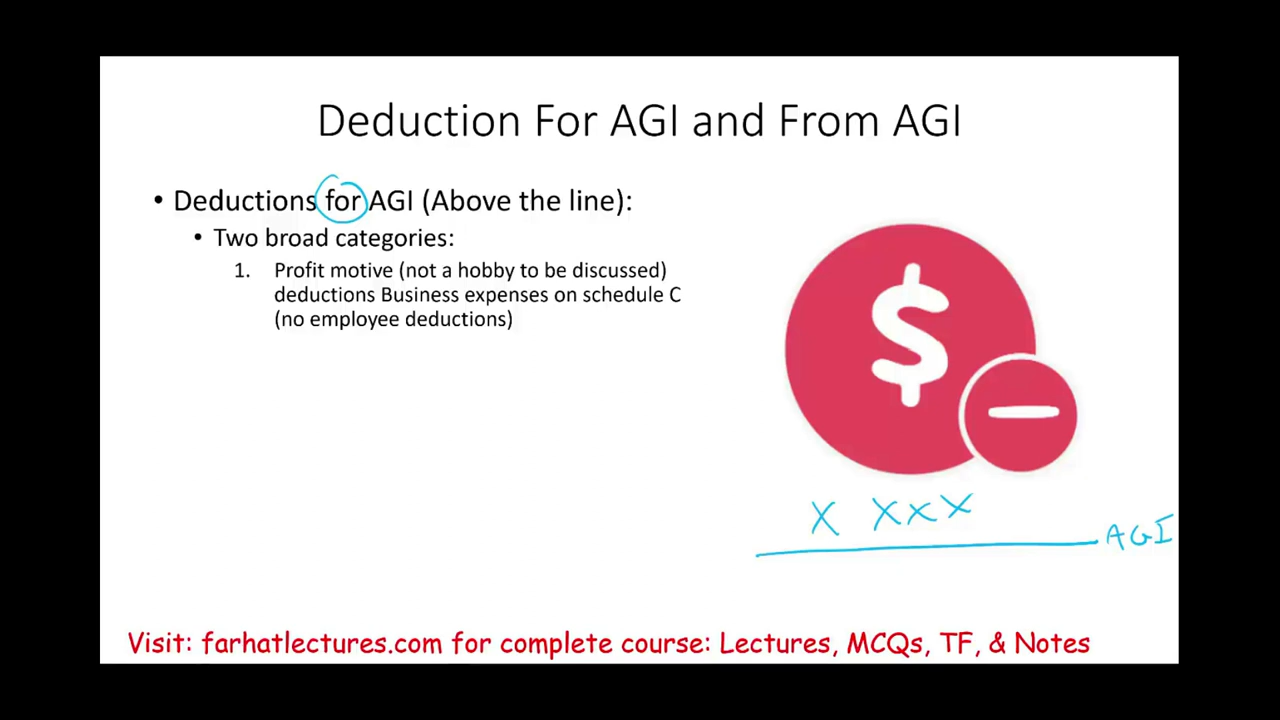 Deduction For AGI and From AGI
• Deductions for AGI (Above the line):
• Two broad categories:
1. Profit motive (not a hobby to be discussed)
deductions Business expenses on schedule C
(no employee deductions)
$
X XXX
AGI
Visit: farhatlectures.com for complete course: Lectures, MCQs, TF, & Notes